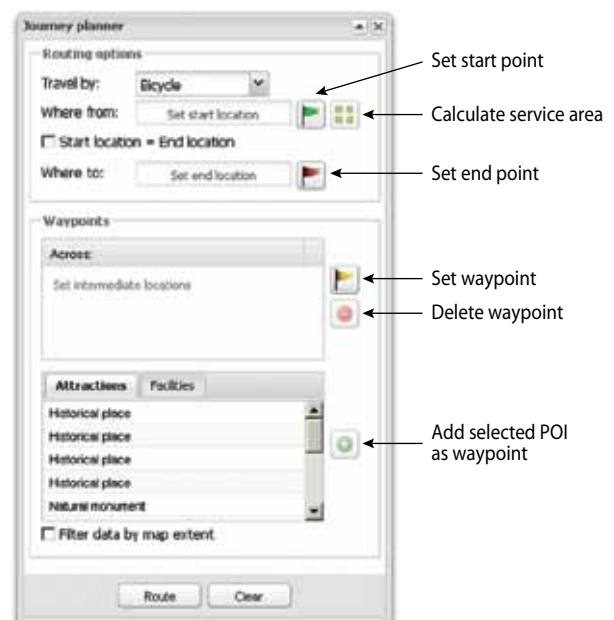 Journey planner
Routing options
Travel by: Bicycle
Where from: Set start location
Start location = End location
Where to: Set end location
Waypoints
Across:
Set intermediate locations
Attractions Facilities
Historical place
Historical place
Historical place
Historical place
Natural monument
Filter data by map extent
Route Clear
Set start point
Calculate service area
Set end point
Set waypoint
Delete waypoint
Add selected POI
as waypoint